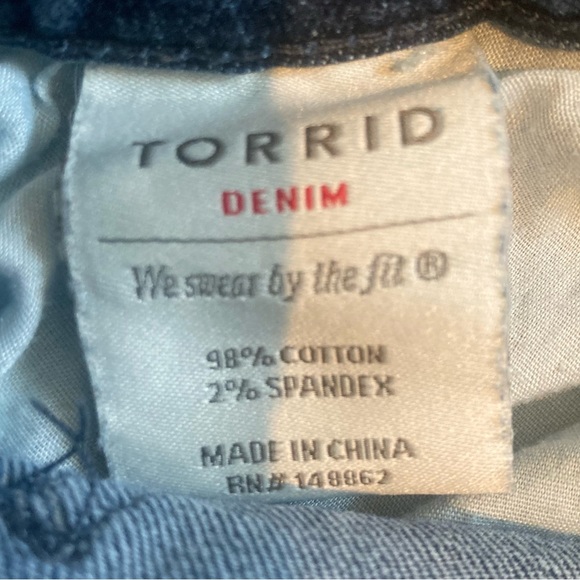 TORRID
DENIM
We swear by the fit ®
98% COTTON
2% SPANDEX
MADE IN CHINA
RN# 148862